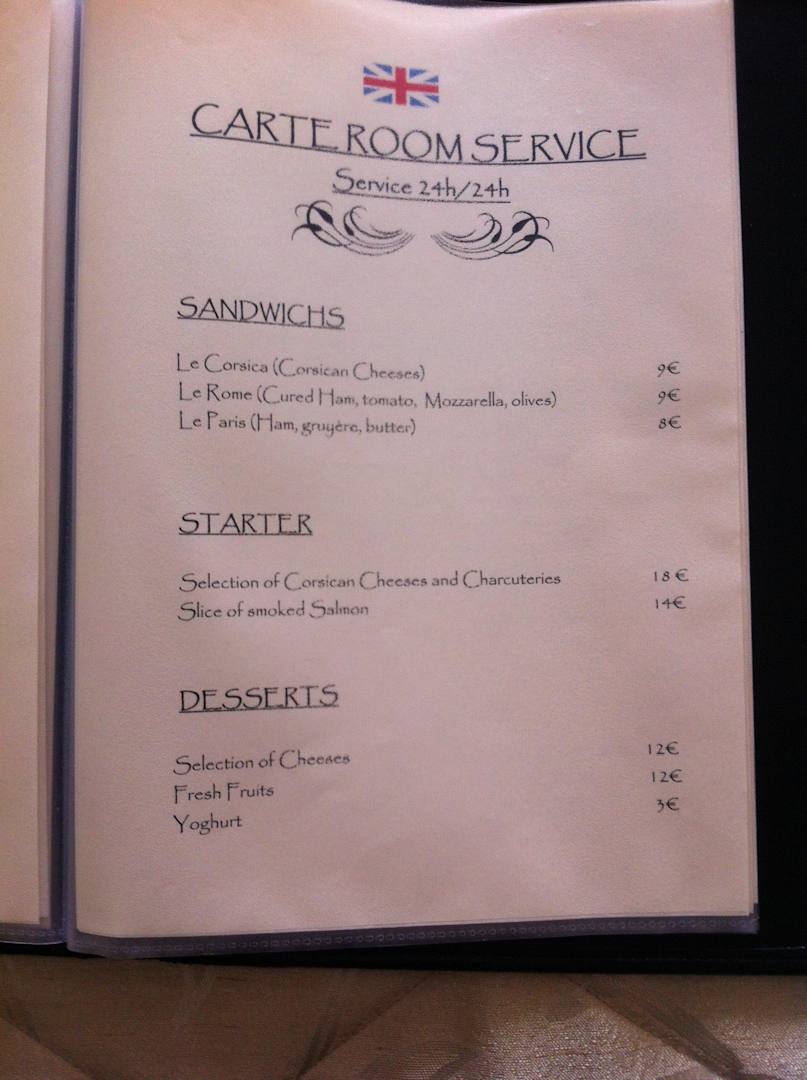 CARTE ROOM SERVICE
Service 24h/24h
SANDWICHS
Le Corsica (Corsican Cheeses) 9€
Le Rome (Cured Ham, tomato, Mozzarella, olives) 9€
Le Paris (Ham, gruyère, butter) 8€
STARTER
Selection of Corsican Cheeses and Charcuteries 18 €
Slice of smoked Salmon 14€
DESSERTS
Selection of Cheeses 12€
Fresh Fruits 12€
Yoghurt 3€